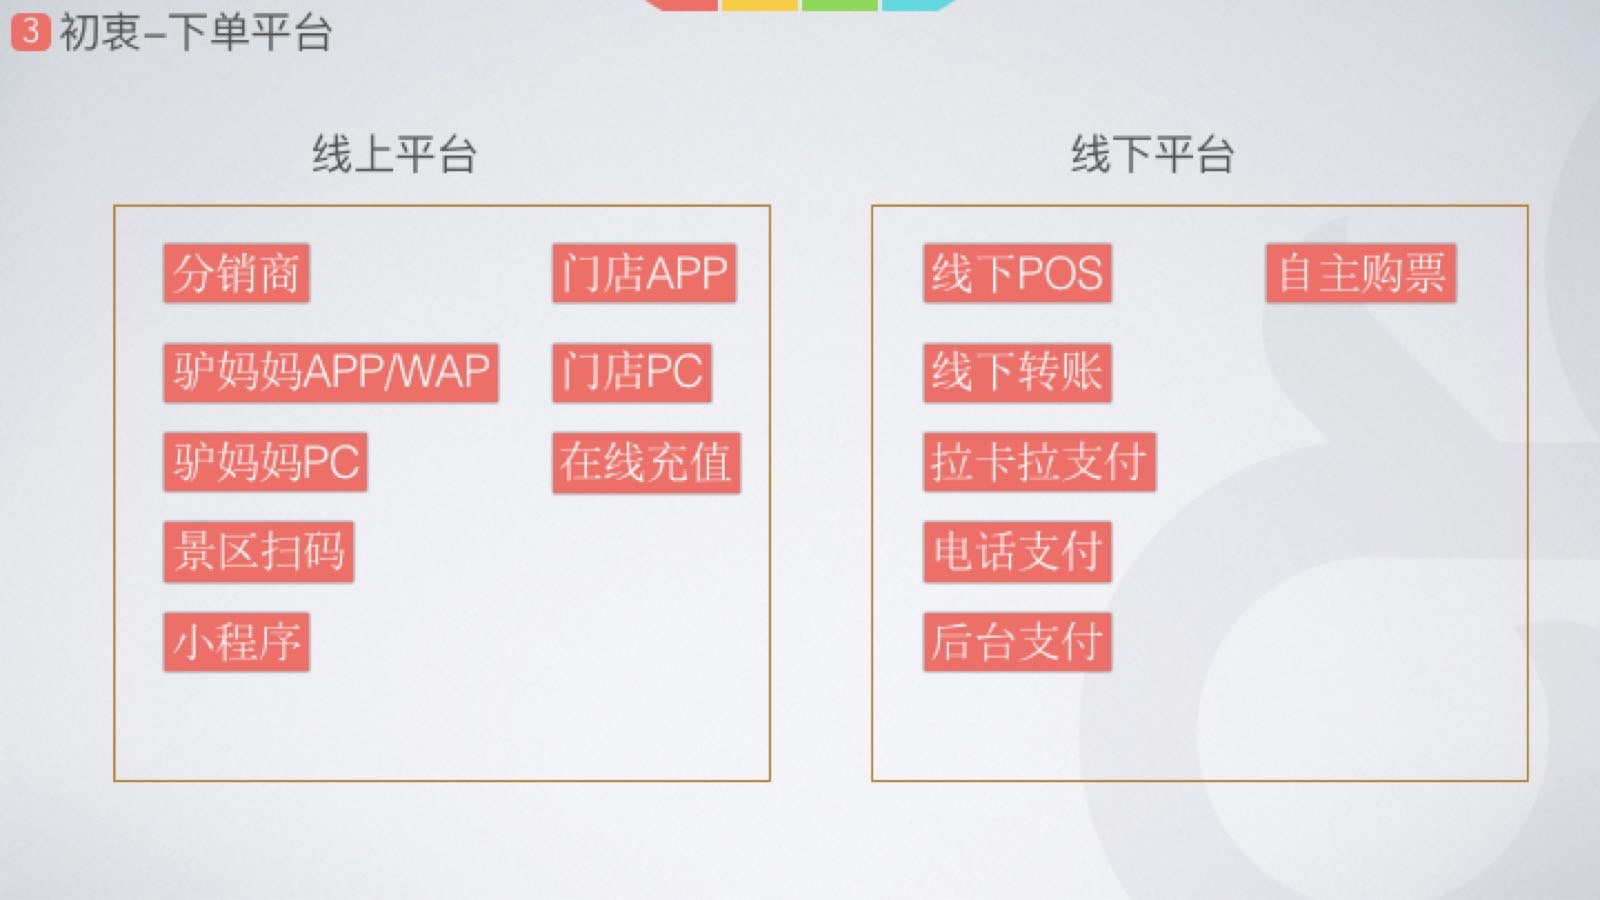 3 初衷-下单平台
线上平台
分销商
门店APP
驴妈妈APP/WAP
门店PC
驴妈妈PC
在线充值
景区扫码
小程序
线下平台
线下POS
自主购票
线下转账
拉卡拉支付
电话支付
后台支付